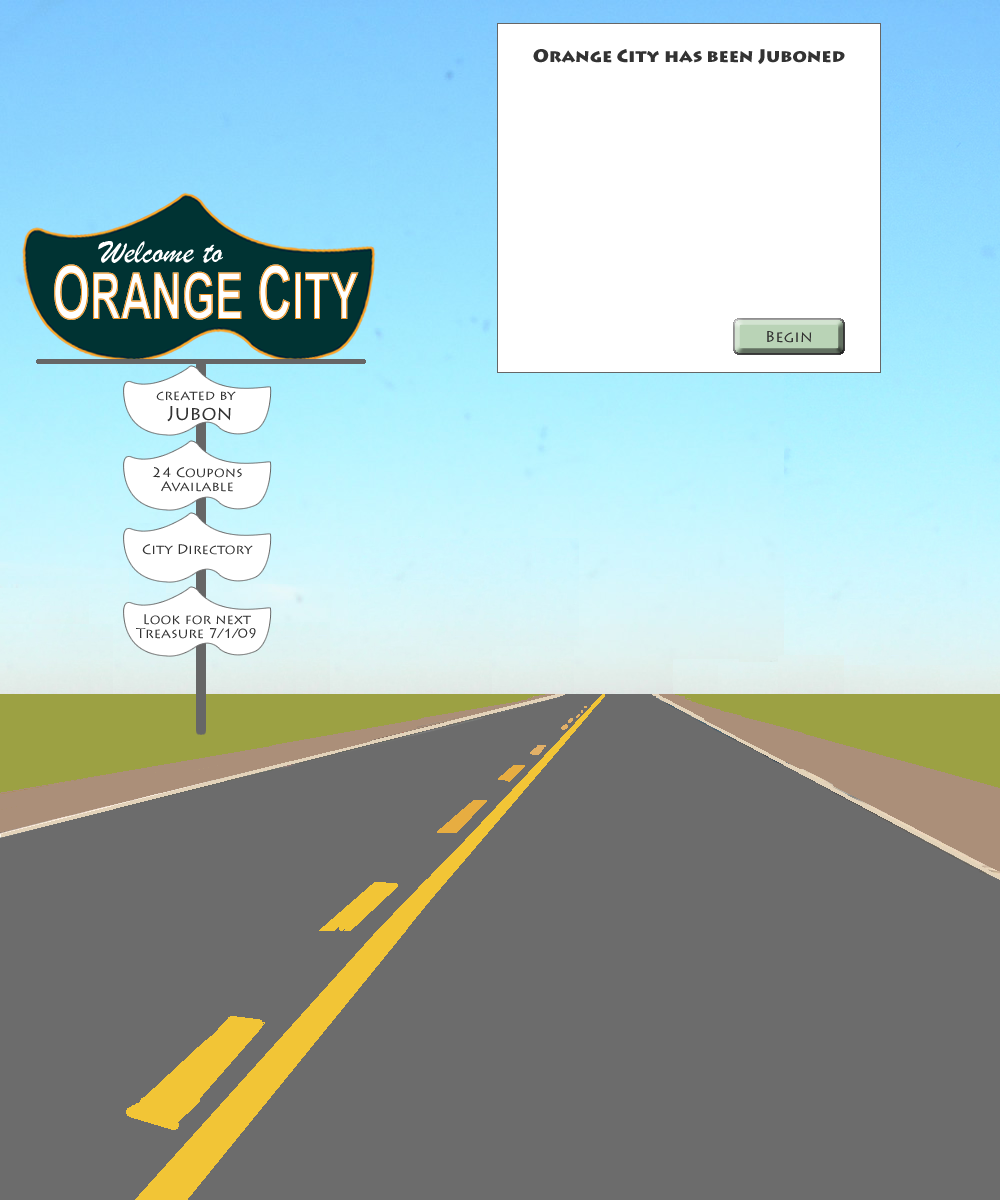 Orange City has been Juboned
Begin
Welcome to
Orange City
created by
Jubon
24 Coupons
Available
City Directory
Look for next
Treasure 7/1/09